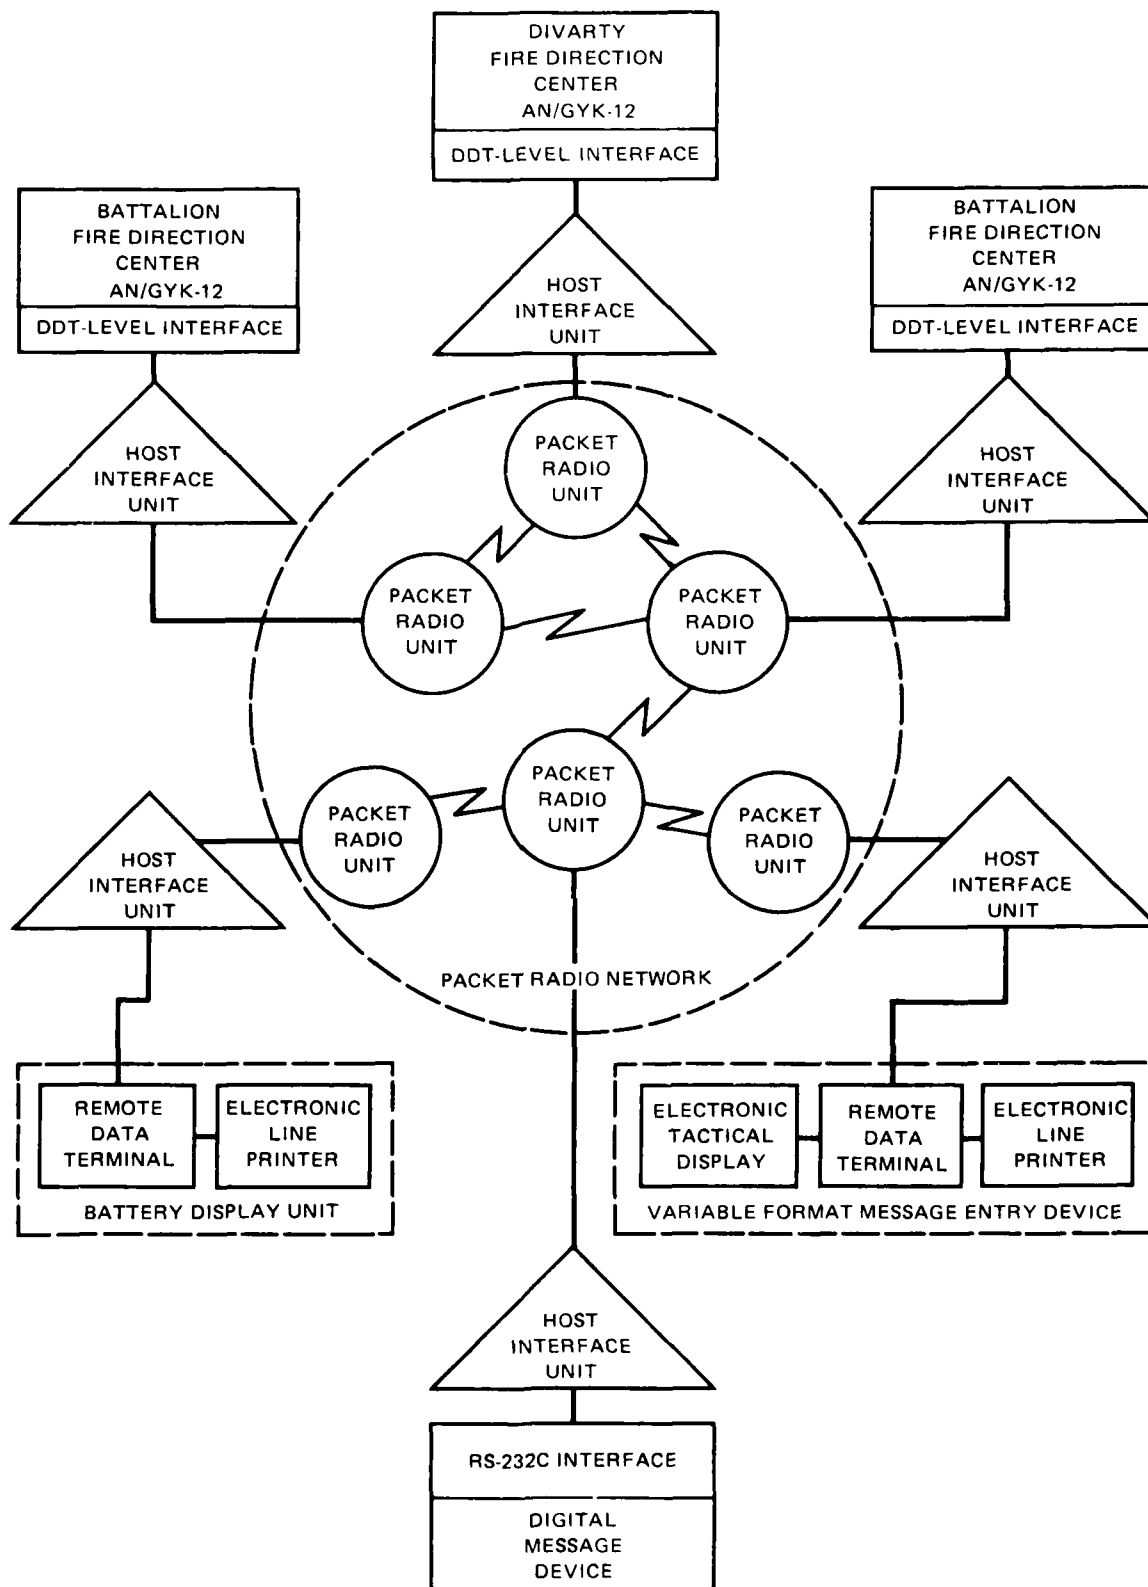 DIVARTY
FIRE DIRECTION
CENTER
AN/GYK-12
DDT-LEVEL INTERFACE
BATTALION
FIRE DIRECTION
CENTER
AN/GYK-12
DDT-LEVEL INTERFACE
BATTALION
FIRE DIRECTION
CENTER
AN/GYK-12
DDT-LEVEL INTERFACE
HOST
INTERFACE
UNIT
HOST
INTERFACE
UNIT
HOST
INTERFACE
UNIT
PACKET
RADIO
UNIT
PACKET
RADIO
UNIT
PACKET
RADIO
UNIT
PACKET
RADIO
UNIT
PACKET
RADIO
UNIT
PACKET
RADIO
UNIT
HOST
INTERFACE
UNIT
HOST
INTERFACE
UNIT
PACKET RADIO NETWORK
REMOTE
DATA
TERMINAL
ELECTRONIC
LINE
PRINTER
BATTERY DISPLAY UNIT
ELECTRONIC
TACTICAL
DISPLAY
REMOTE
DATA
TERMINAL
ELECTRONIC
LINE
PRINTER
VARIABLE FORMAT MESSAGE ENTRY DEVICE
HOST
INTERFACE
UNIT
RS-232C INTERFACE
DIGITAL
MESSAGE
DEVICE